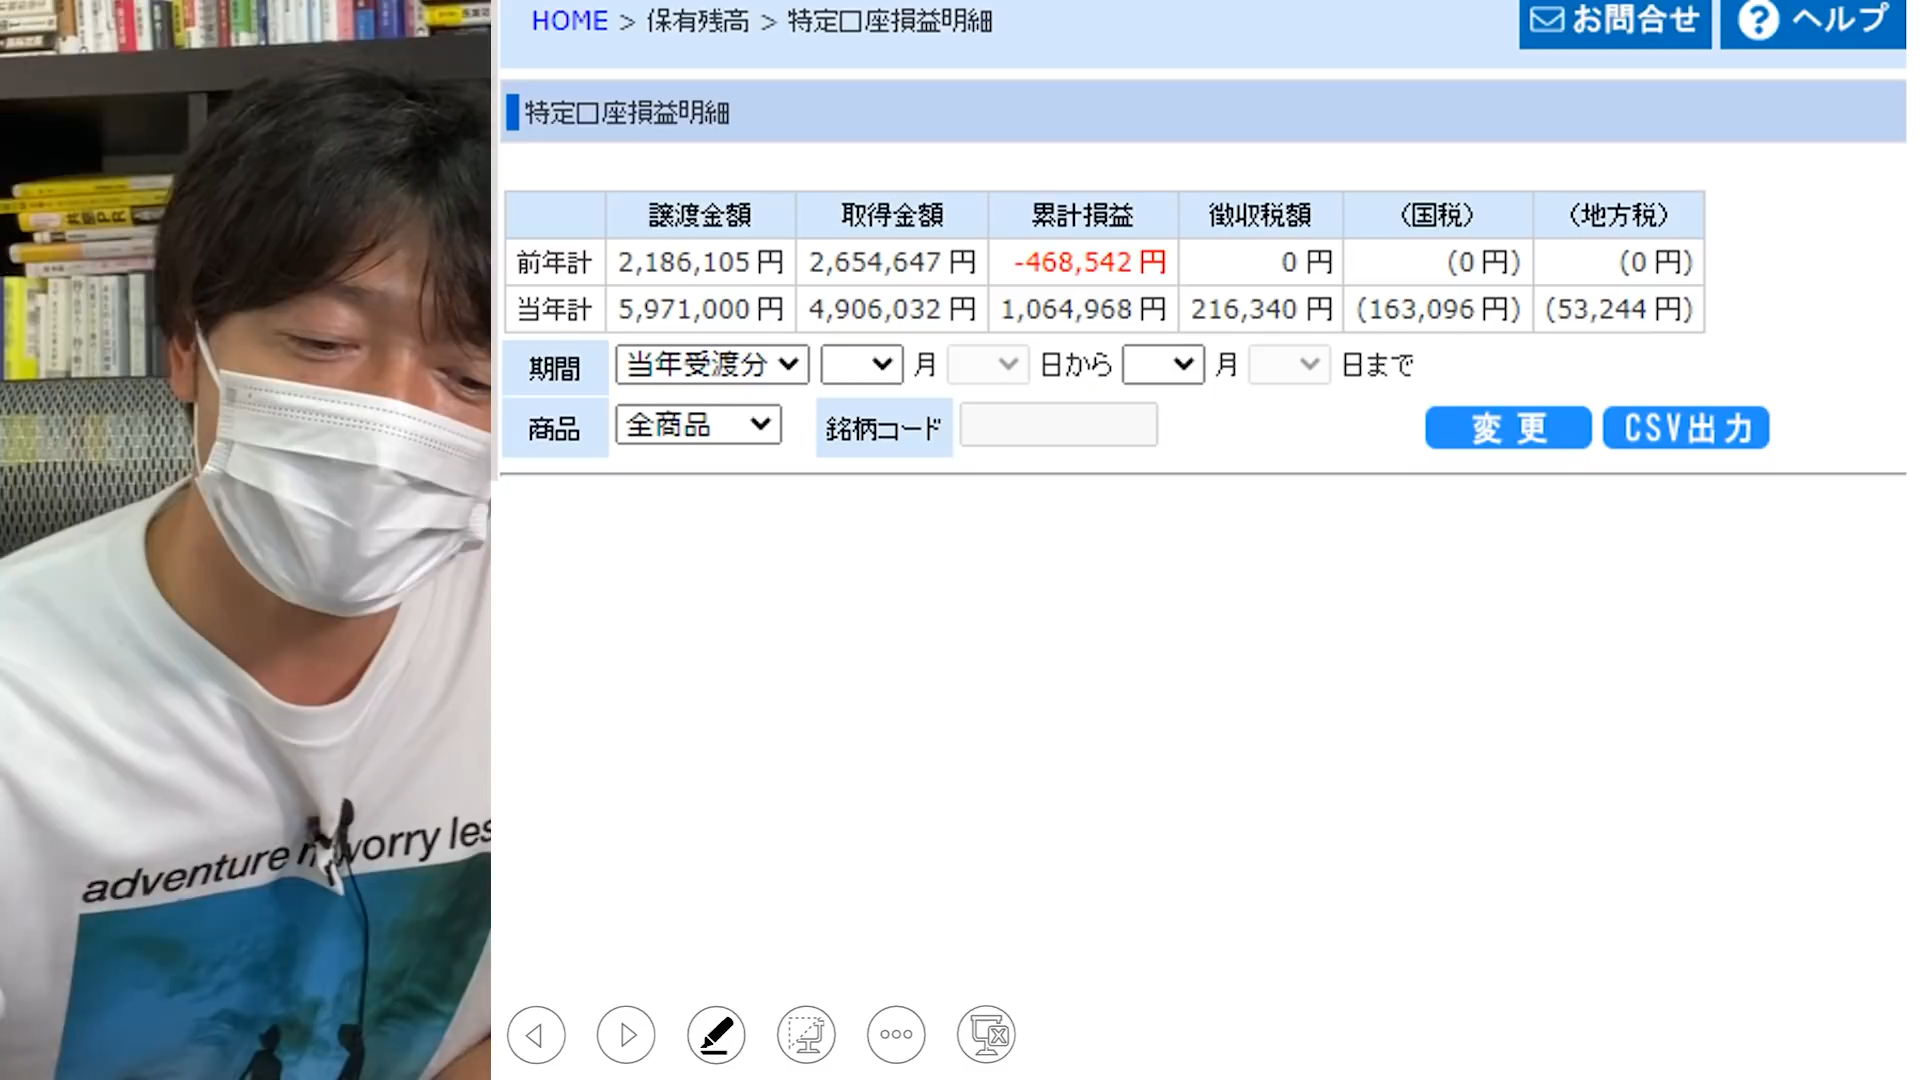 HOME > 保有残高 > 特定口座損益明細
お問合せ
ヘルプ
特定口座損益明細
譲渡金額 取得金額 累計損益 徴収税額 (国税) (地方税)
前年計 2,186,105 円 2,654,647 円 -468,542 円 0 円 (0 円) (0 円)
当年計 5,971,000 円 4,906,032 円 1,064,968 円 216,340 円 (163,096 円) (53,244 円)
期間 当年受渡分 月 日から 月 日まで
商品 全商品 銘柄コード 変更 CSV出力
adventure worry les